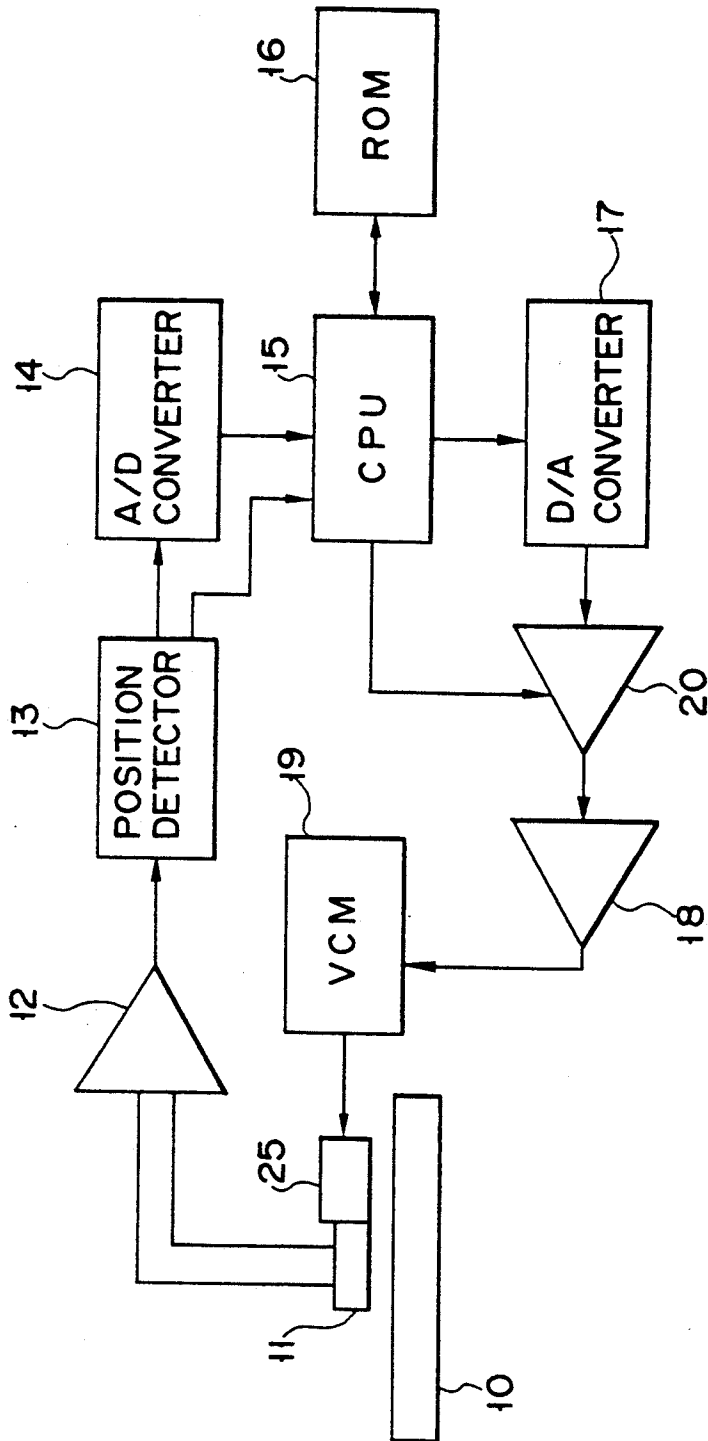 12
13
POSITION
DETECTOR
14
A/D
CONVERTER
11
25
19
VCM
15
CPU
16
ROM
10
18
20
17
D/A
CONVERTER